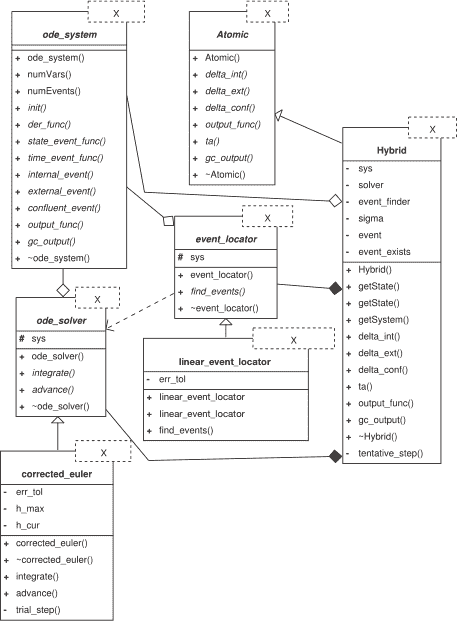 X
ode_system
+ ode_system()
+ numVars()
+ numEvents()
+ init()
+ der_func()
+ state_event_func()
+ time_event_func()
+ internal_event()
+ external_event()
+ confluent_event()
+ output_func()
+ gc_output()
~ode_system()
X
Atomic
+ Atomic()
+ delta_int()
+ delta_ext()
+ delta_conf()
+ output_func()
+ ta()
+ gc_output()
+ ~Atomic()
X
Hybrid
- sys
- solver
- event_finder
- sigma
- event
- event_exists
+ Hybrid()
+ getState()
+ getState()
+ getSystem()
+ delta_int()
+ delta_ext()
+ delta_conf()
+ ta()
+ output_func()
+ gc_output()
+ ~Hybrid()
- tentative_step()
X
event_locator
# sys
+ event_locator()
+ find_events()
+ ~event_locator()
X
ode_solver
# sys
+ ode_solver()
+ integrate()
+ advance()
+ ~ode_solver()
X
linear_event_locator
- err_tol
+ linear_event_locator
+ linear_event_locator
+ find_events()
X
corrected_euler
- err_tol
- h_max
- h_cur
+ corrected_euler()
+ ~corrected_euler()
+ integrate()
+ advance()
- trial_step()